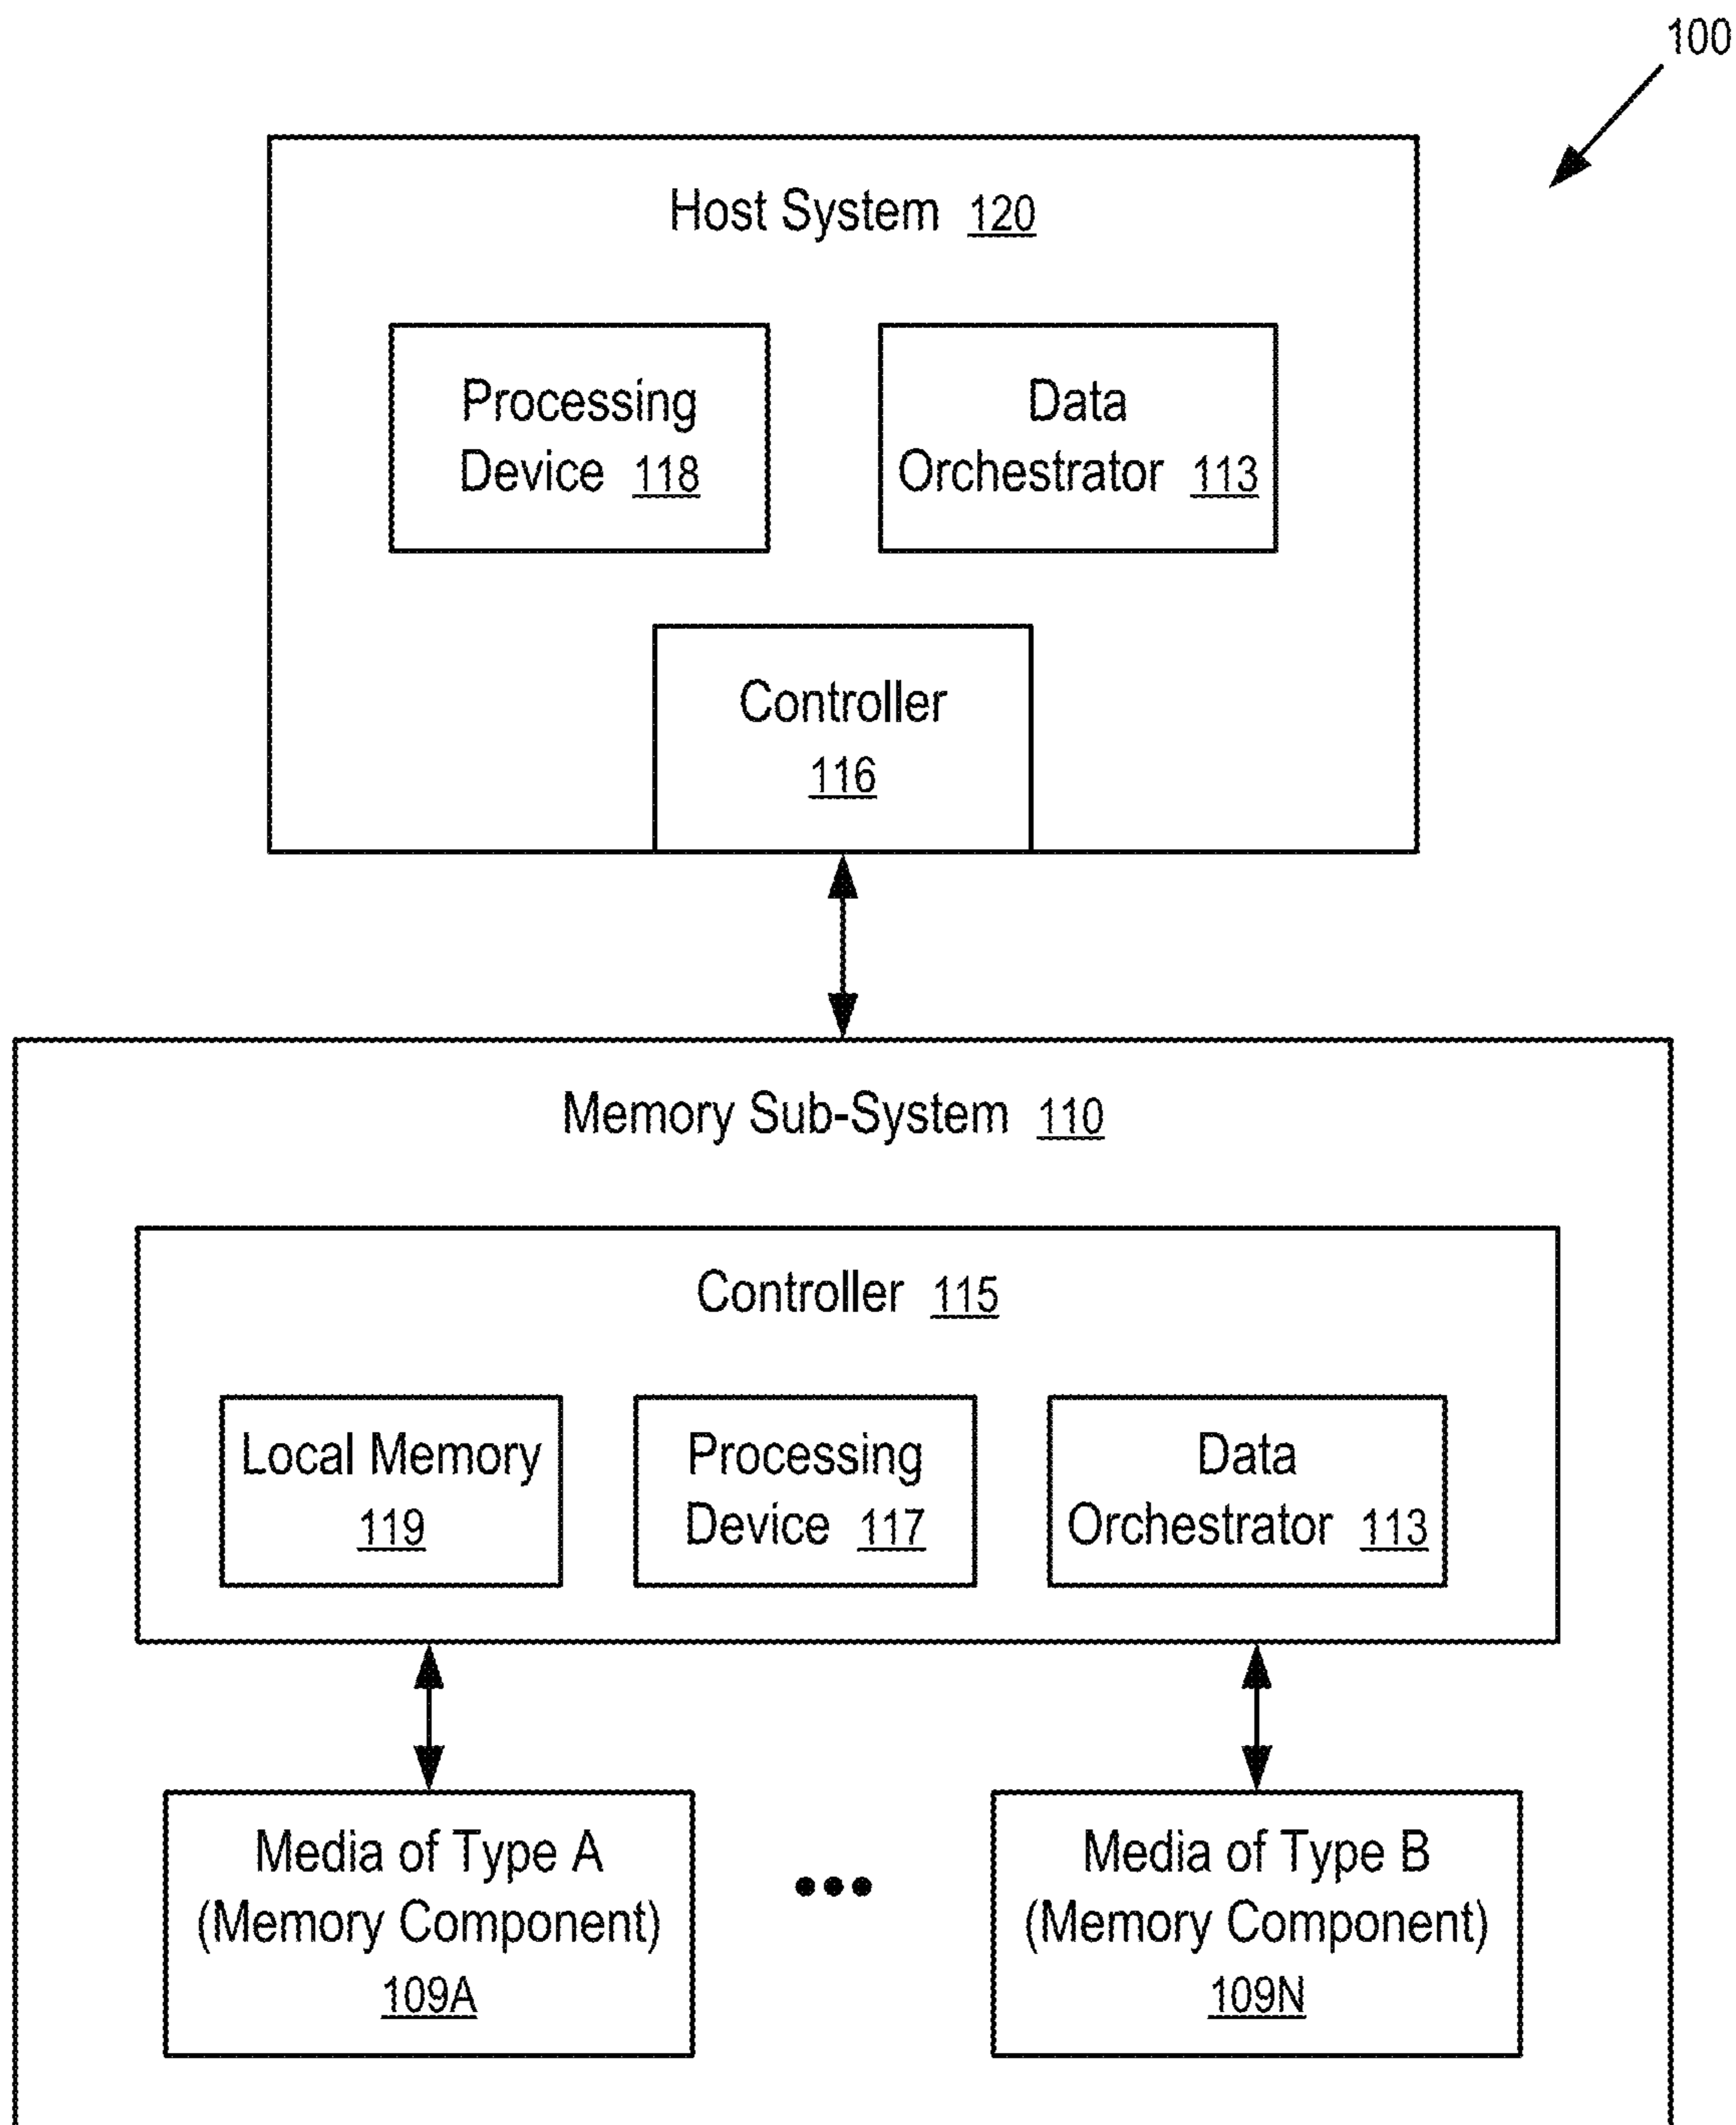 100
Host System 120
Processing
Device 118
Data
Orchestrator 113
Controller
116
Memory Sub-System 110
Controller 115
Local Memory
119
Processing
Device 117
Data
Orchestrator 113
Media of Type A
(Memory Component)
109A
Media of Type B
(Memory Component)
109N